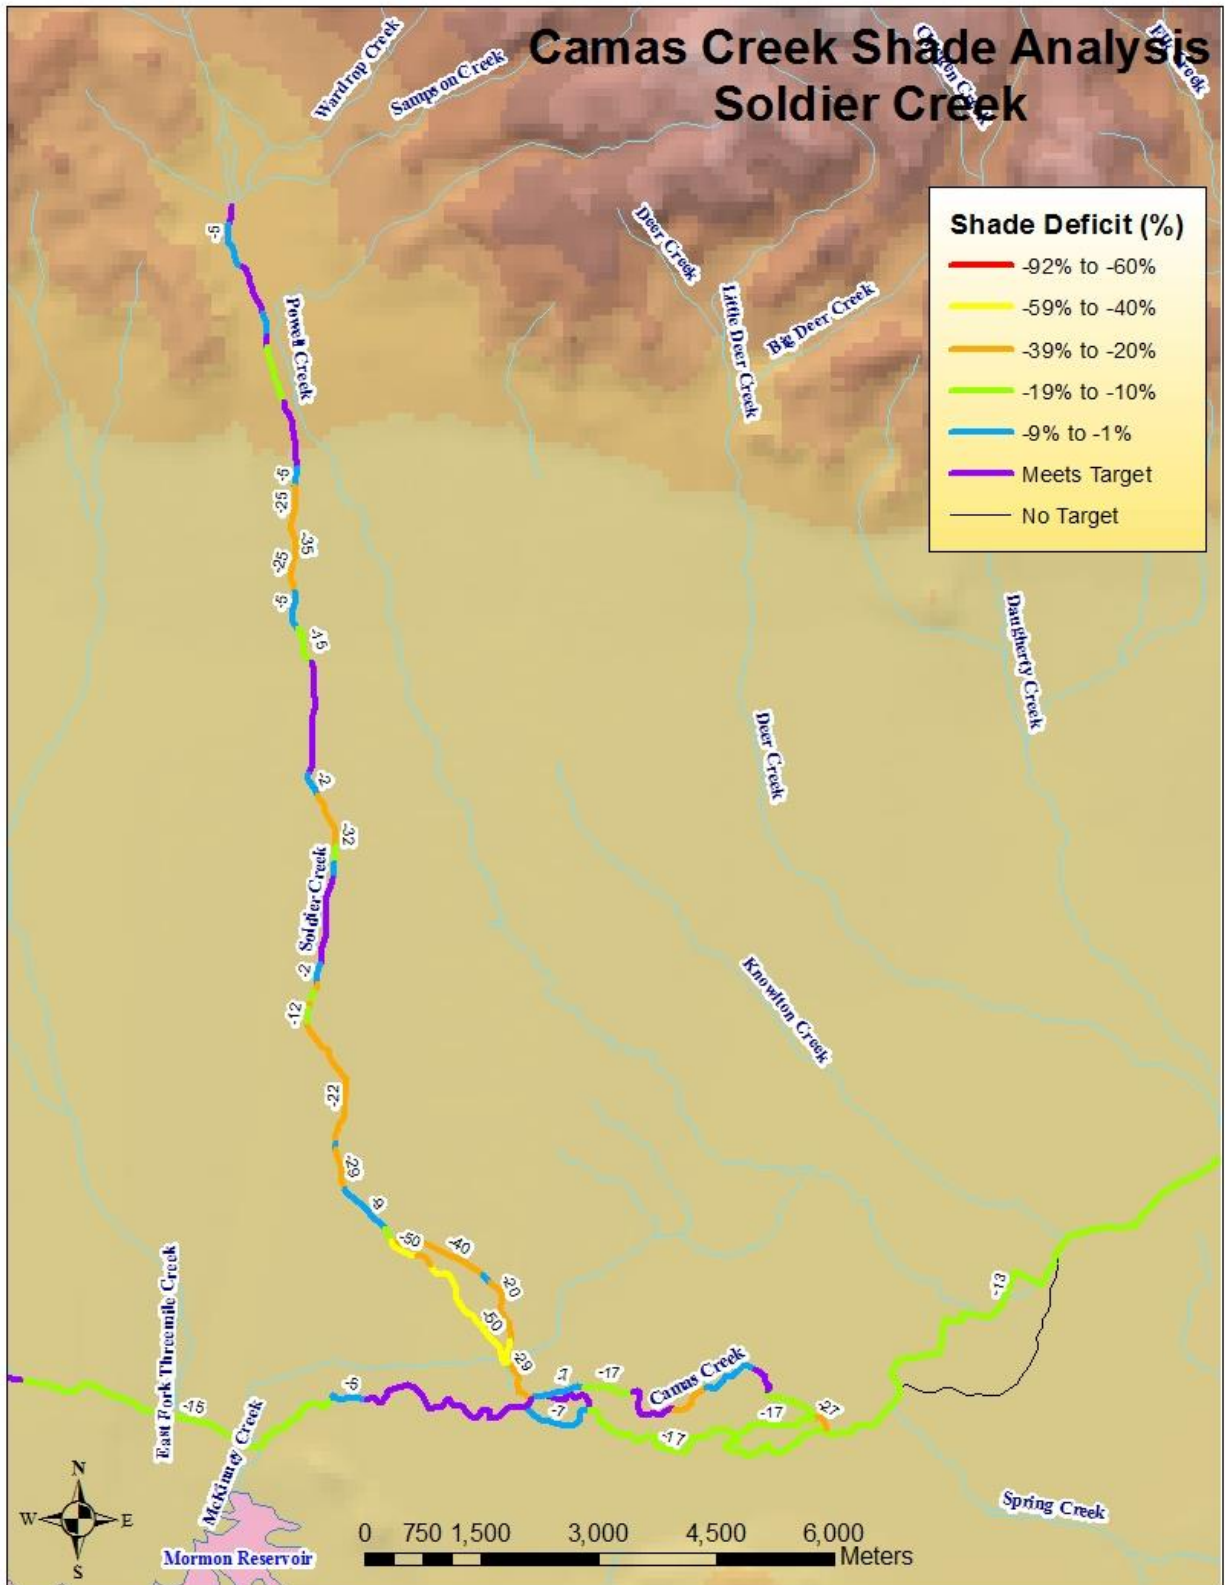 Camas Creek Shade Analysis
Soldier Creek
Wardrop Creek
Sampson Creek
Creek
Shade Deficit (%)
-92% to -60%
-59% to -40%
-39% to -20%
-19% to -10%
-9% to -1%
Meets Target
No Target
-5
Deer Creek
Little Deer Creek
Big Deer Creek
Powell Creek
-5
-25
-35
-25
-5
-15
Daugherty Creek
Deer Creek
-2
-32
Soldier Creek
-2
-12
Knowlton Creek
-22
-29
-9
-50
-40
-20
-50
-29
-13
East Fork Threemile Creek
-15
-5
-7
-17
Camas Creek
-7
-17
-17
-27
McKinney Creek
Spring Creek
Mormon Reservoir
N
W
E
S
0 750 1,500 3,000 4,500 6,000
Meters